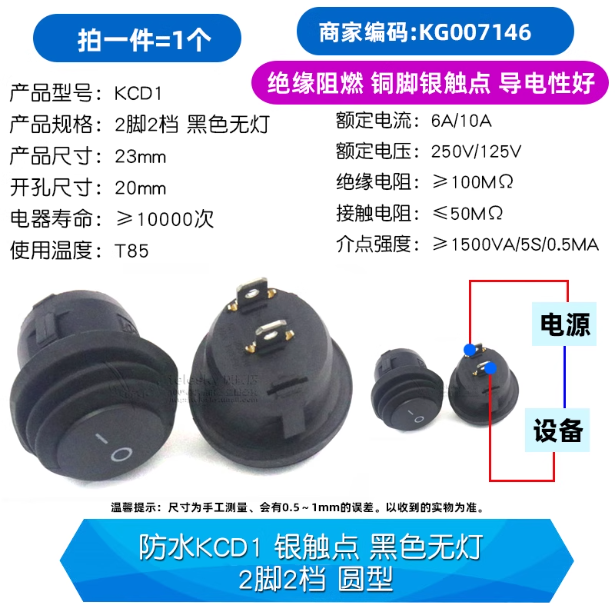 拍一件=1个
商家编码:KG007146
绝缘阻燃 铜脚银触点 导电性好
产品型号: KCD1
产品规格: 2脚2档 黑色无灯
产品尺寸: 23mm
开孔尺寸: 20mm
电器寿命: ≥10000次
使用温度: T85
额定电流: 6A/10A
额定电压: 250V/125V
绝缘电阻: ≥100MΩ
接触电阻: ≤50MΩ
介点强度: ≥1500VA/5S/0.5MA
电源
设备
温馨提示: 尺寸为手工测量、会有0.5~1mm的误差。以收到的实物为准。
防水KCD1 银触点 黑色无灯
2脚2档 圆型